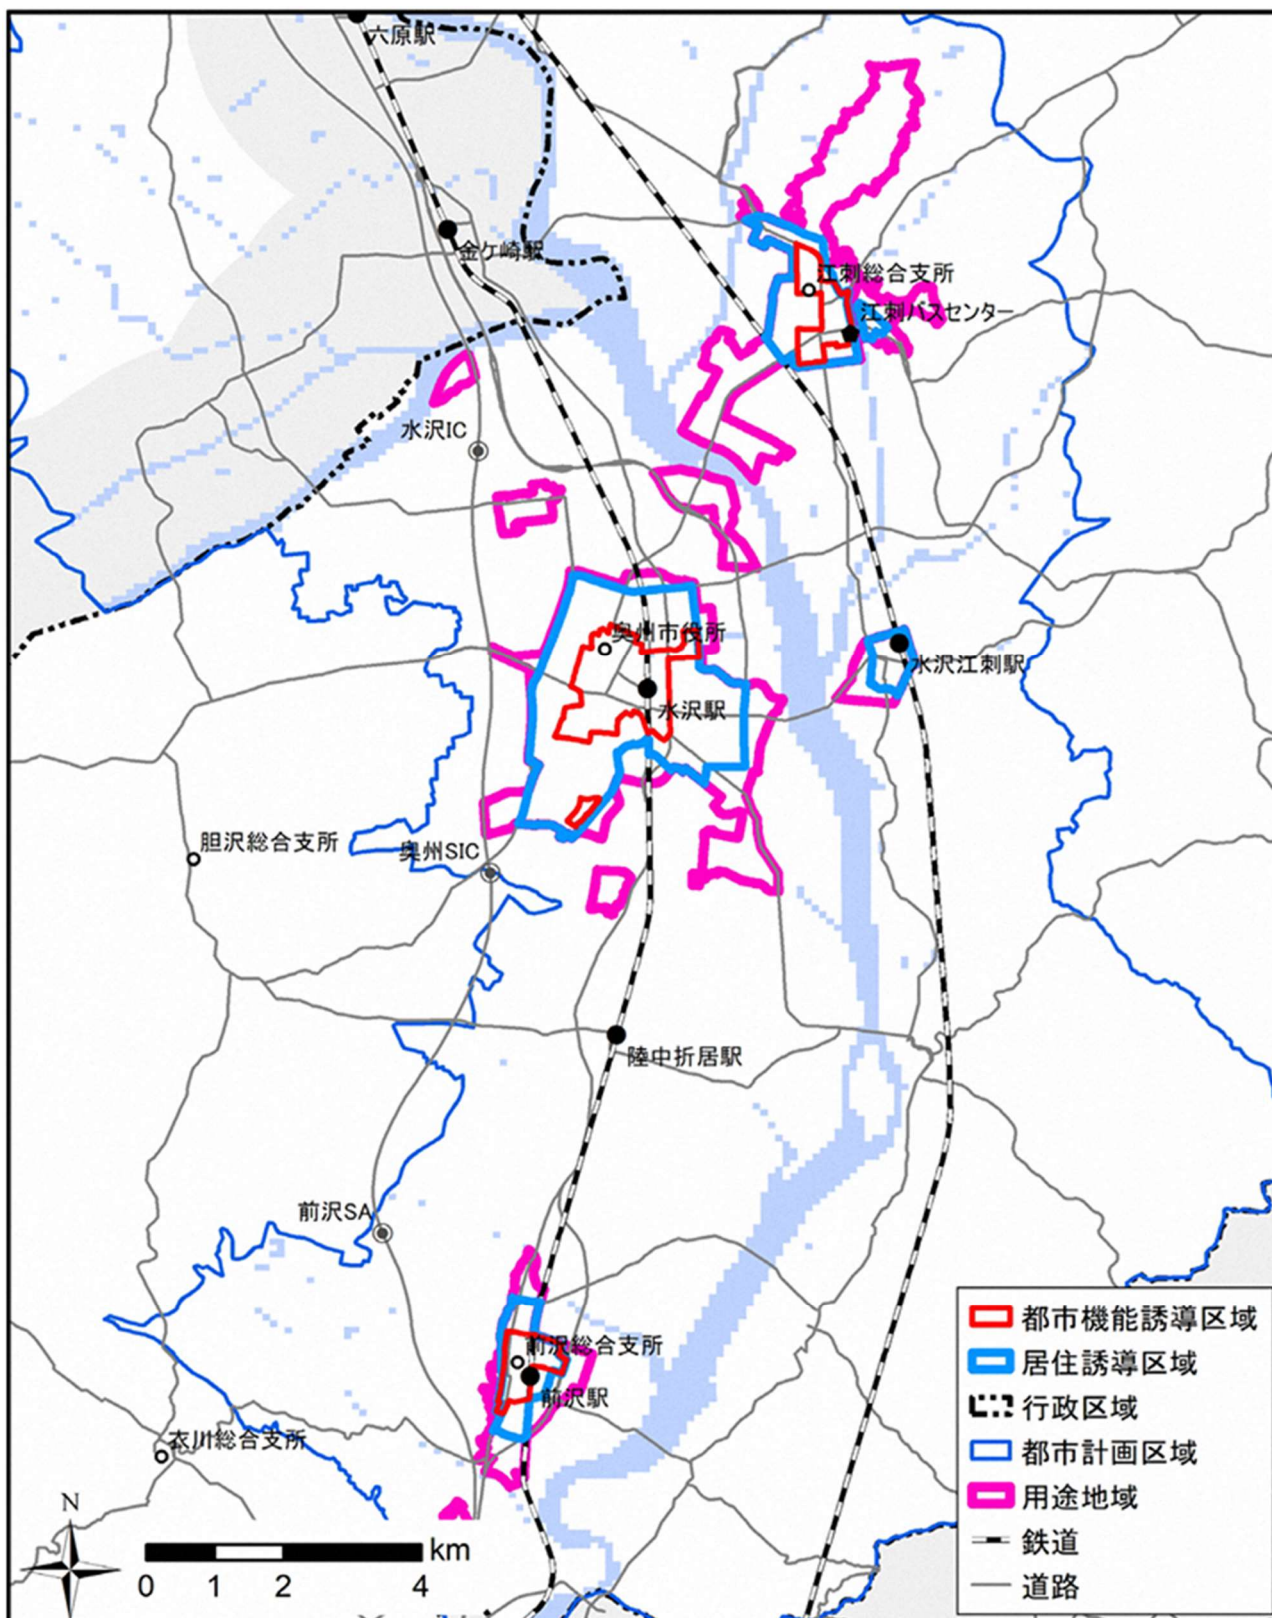 六原駅
金ケ崎駅
江刺総合支所
江刺バスセンター
水沢IC
奥州市役所
水沢江刺駅
水沢駅
胆沢総合支所
奥州SIC
陸中折居駅
前沢SA
前沢総合支所
前沢駅
衣川総合支所
都市機能誘導区域
居住誘導区域
行政区域
都市計画区域
用途地域
鉄道
道路
N
km
0 1 2 4